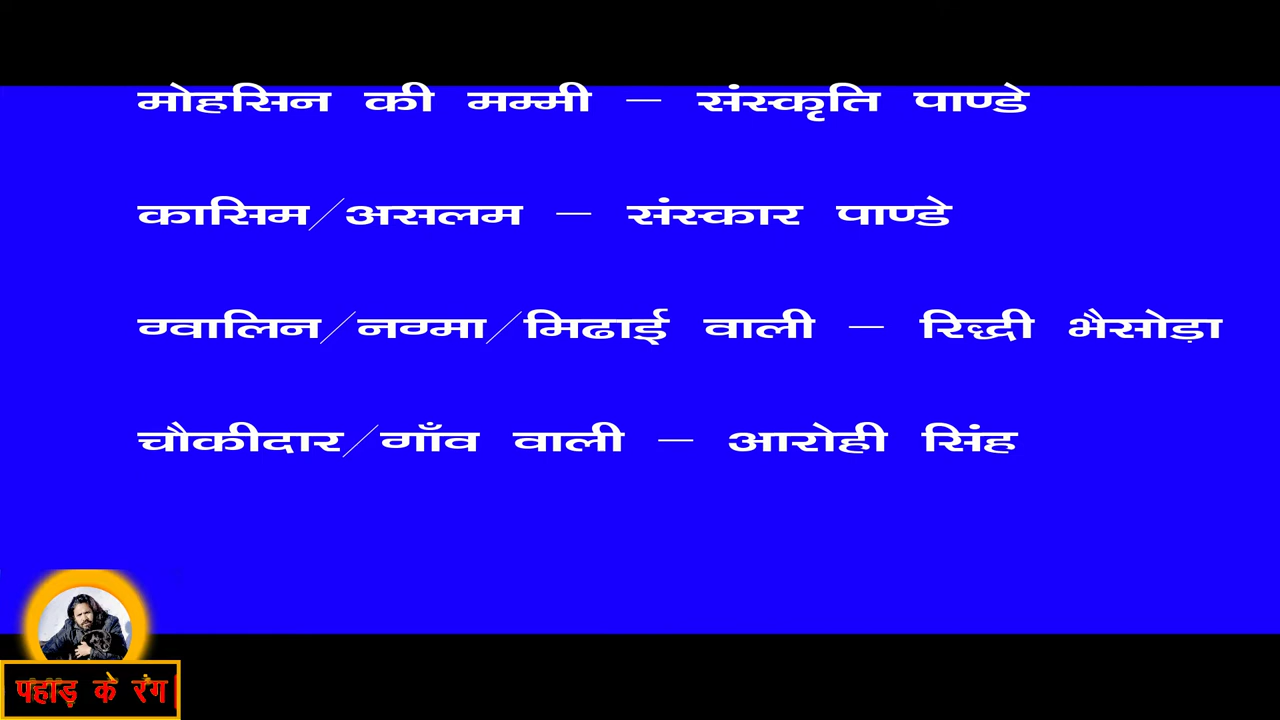 मोहसिन की मम्मी – संस्कृति पाण्डे
कासिम/असलम – संस्कार पाण्डे
ग्वालिन/नग्मा/मिढाई वाली – रिद्धी भैसोड़ा
चौकीदार/गाँव वाली – आरोही सिंह
पहाड़ के रंग